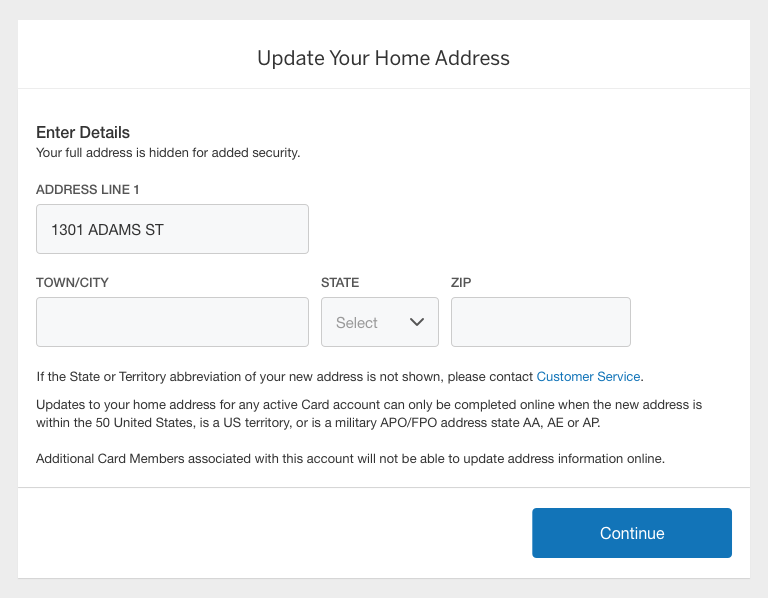 Update Your Home Address
Enter Details
Your full address is hidden for added security.
ADDRESS LINE 1
1301 ADAMS ST
TOWN/CITY STATE ZIP
Select
If the State or Territory abbreviation of your new address is not shown, please contact Customer Service.
Updates to your home address for any active Card account can only be completed online when the new address is
within the 50 United States, is a US territory, or is a military APO/FPO address state AA, AE or AP.
Additional Card Members associated with this account will not be able to update address information online.
Continue